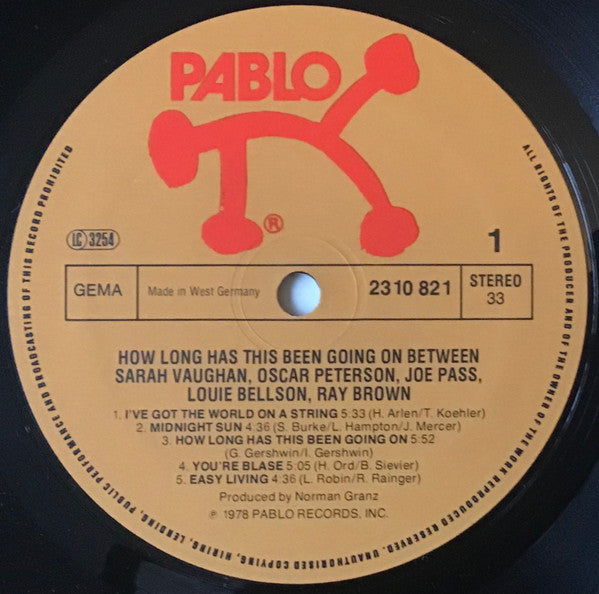 PABLO
®
LC 3254
1
GEMA
Made in West Germany
2310 821
STEREO
33
HOW LONG HAS THIS BEEN GOING ON BETWEEN
SARAH VAUGHAN, OSCAR PETERSON, JOE PASS,
LOUIE BELLSON, RAY BROWN
1. I'VE GOT THE WORLD ON A STRING 5:33 (H. Arlen/T. Koehler)
2. MIDNIGHT SUN 4:36 (S. Burke/L. Hampton/J. Mercer)
3. HOW LONG HAS THIS BEEN GOING ON 5:52
(G. Gershwin/I. Gershwin)
4. YOU'RE BLASE 5:05 (H. Ord/B. Sievier)
5. EASY LIVING 4:36 (L. Robin/R. Rainger)
Produced by Norman Granz
℗ 1978 PABLO RECORDS, INC.
ALL RIGHTS OF THE PRODUCER AND OF THE OWNER OF THE WORK REPRODUCED RESERVED. UNAUTHORISED COPYING, HIRING, LENDING, PUBLIC PERFORMANCE AND BROADCASTING OF THIS RECORD PROHIBITED